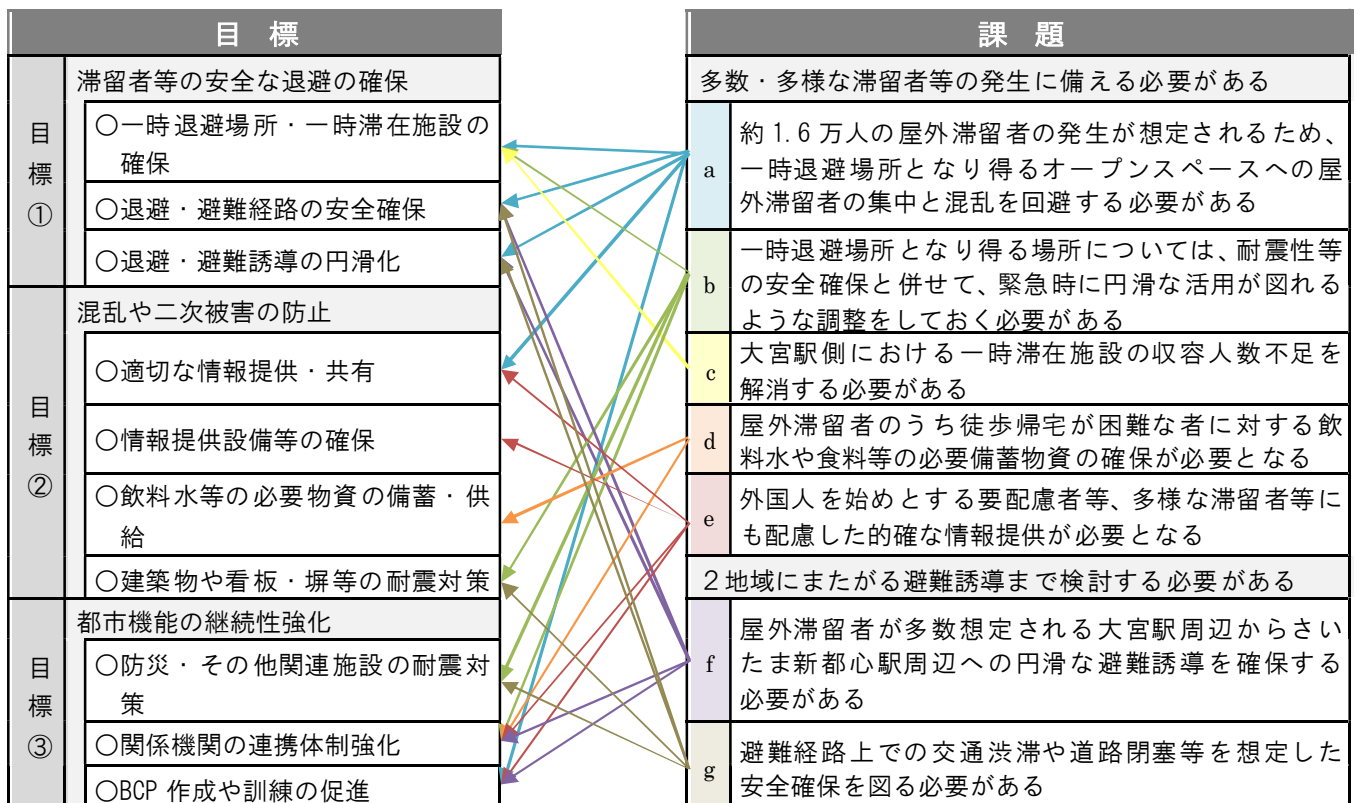 目 標
目標①
滞留者等の安全な退避の確保
〇一時退避場所・一時滞在施設の
確保
〇退避・避難経路の安全確保
〇退避・避難誘導の円滑化
目標②
混乱や二次被害の防止
〇適切な情報提供・共有
〇情報提供設備等の確保
〇飲料水等の必要物資の備蓄・供
給
〇建築物や看板・塀等の耐震対策
目標③
都市機能の継続性強化
〇防災・その他関連施設の耐震対
策
〇関係機関の連携体制強化
〇BCP 作成や訓練の促進
課 題
多数・多様な滞留者等の発生に備える必要がある
a
約1.6万人の屋外滞留者の発生が想定されるため、
一時退避場所となり得るオープンスペースへの屋
外滞留者の集中と混乱を回避する必要がある
b
一時退避場所となり得る場所については、耐震性等
の安全確保と併せて、緊急時に円滑な活用が図れる
ような調整をしておく必要がある
c
大宮駅側における一時滞在施設の収容人数不足を
解消する必要がある
d
屋外滞留者のうち徒歩帰宅が困難な者に対する飲
料水や食料等の必要備蓄物資の確保が必要となる
e
外国人を始めとする要配慮者等、多様な滞留者等に
も配慮した的確な情報提供が必要となる
2地域にまたがる避難誘導まで検討する必要がある
f
屋外滞留者が多数想定される大宮駅周辺からさい
たま新都心駅周辺への円滑な避難誘導を確保する
必要がある
g
避難経路上での交通渋滞や道路閉塞等を想定した
安全確保を図る必要がある